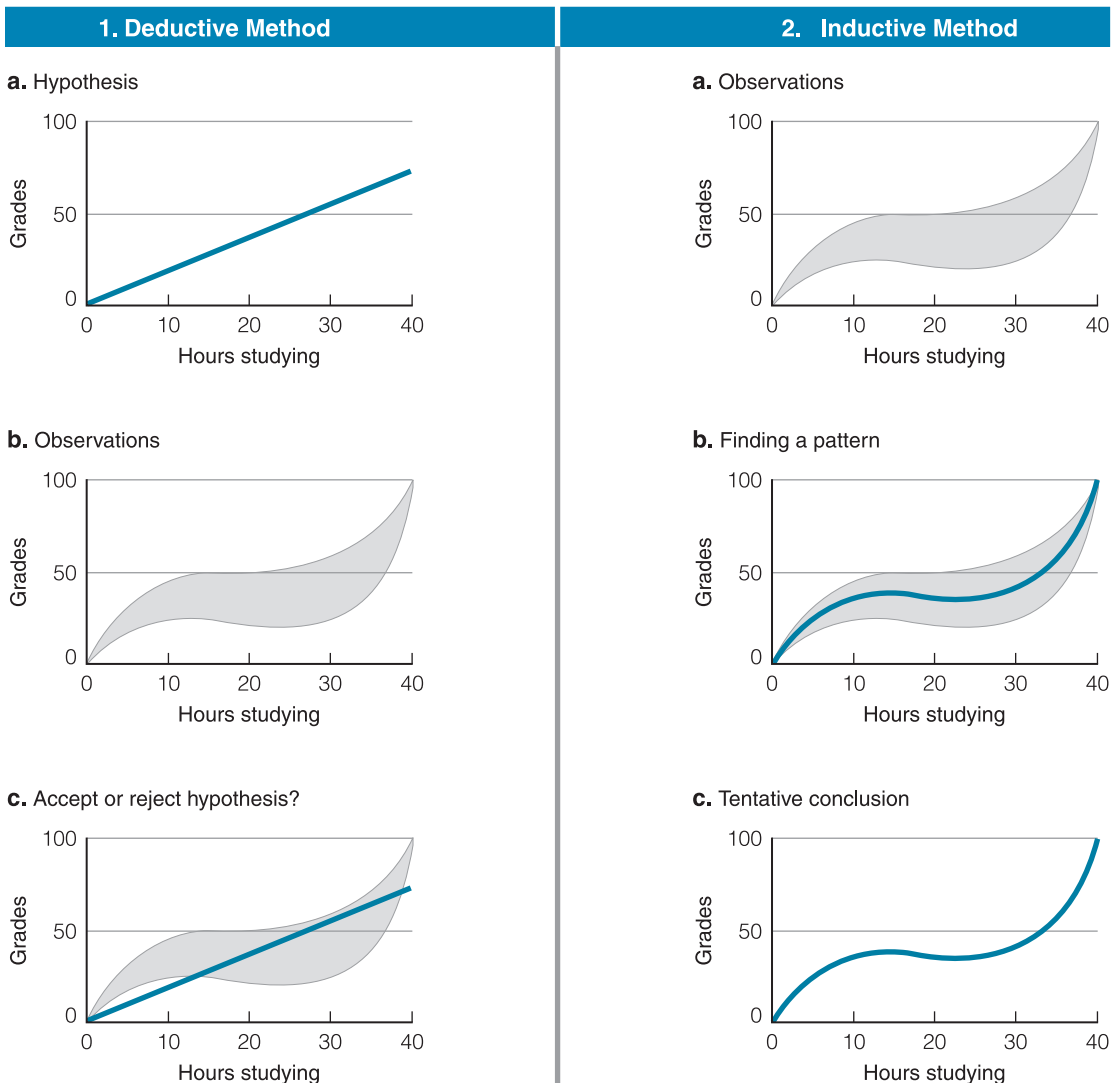 1. Deductive Method
a. Hypothesis
100
50
0
Grades
0 10 20 30 40
Hours studying
b. Observations
100
50
0
Grades
0 10 20 30 40
Hours studying
c. Accept or reject hypothesis?
100
50
0
Grades
0 10 20 30 40
Hours studying
2. Inductive Method
a. Observations
100
50
0
Grades
0 10 20 30 40
Hours studying
b. Finding a pattern
100
50
0
Grades
0 10 20 30 40
Hours studying
c. Tentative conclusion
100
50
0
Grades
0 10 20 30 40
Hours studying